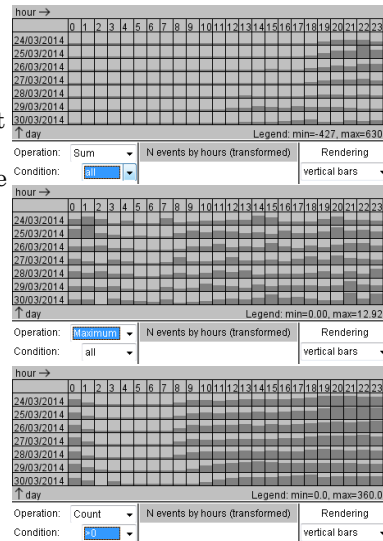 hour →
0 1 2 3 4 5 6 7 8 9 10 11 12 13 14 15 16 17 18 19 20 21 22 23
24/03/2014
25/03/2014
26/03/2014
27/03/2014
28/03/2014
29/03/2014
30/03/2014
↑ day Legend: min=-427, max=630
Operation: Sum N events by hours (transformed) Rendering
Condition: all vertical bars
hour →
0 1 2 3 4 5 6 7 8 9 10 11 12 13 14 15 16 17 18 19 20 21 22 23
24/03/2014
25/03/2014
26/03/2014
27/03/2014
28/03/2014
29/03/2014
30/03/2014
↑ day Legend: min=0.00, max=12.92
Operation: Maximum N events by hours (transformed) Rendering
Condition: all vertical bars
hour →
0 1 2 3 4 5 6 7 8 9 10 11 12 13 14 15 16 17 18 19 20 21 22 23
24/03/2014
25/03/2014
26/03/2014
27/03/2014
28/03/2014
29/03/2014
30/03/2014
↑ day Legend: min=0.0, max=360.0
Operation: Count N events by hours (transformed) Rendering
Condition: >0 vertical bars